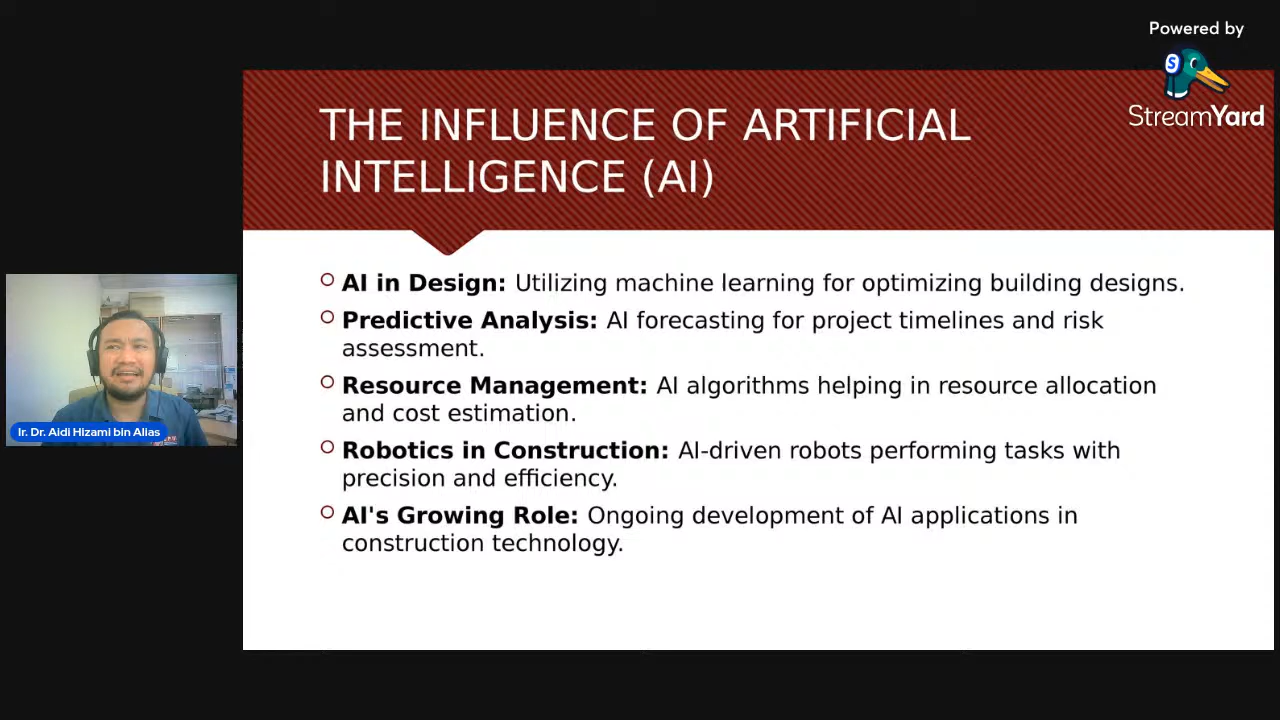 Powered by
S
StreamYard
THE INFLUENCE OF ARTIFICIAL
INTELLIGENCE (AI)
AI in Design: Utilizing machine learning for optimizing building designs.
Predictive Analysis: AI forecasting for project timelines and risk
assessment.
Resource Management: AI algorithms helping in resource allocation
and cost estimation.
Robotics in Construction: AI-driven robots performing tasks with
precision and efficiency.
AI's Growing Role: Ongoing development of AI applications in
construction technology.
Ir. Dr. Aidi Hizami bin Alias